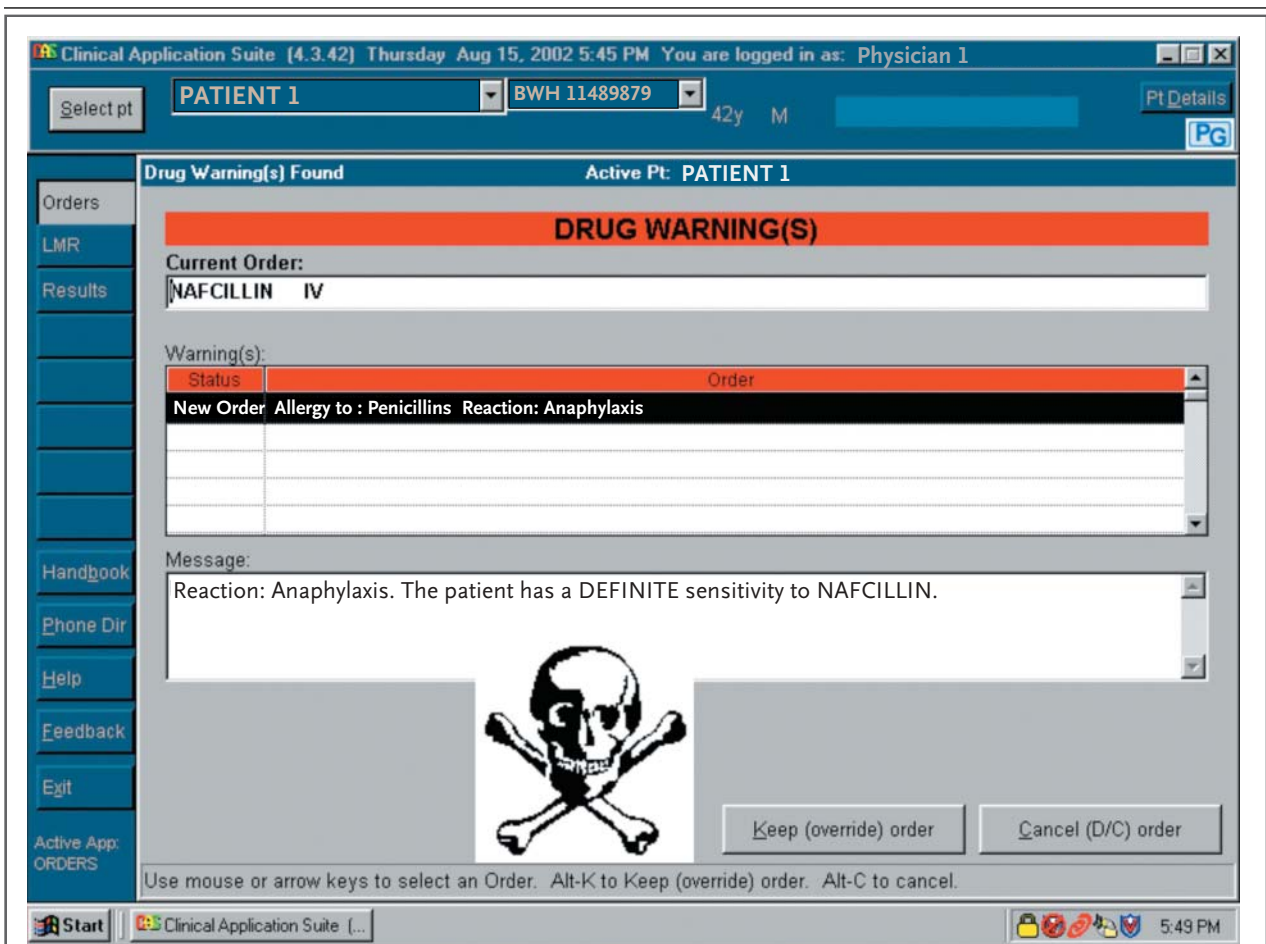 CAS Clinical Application Suite (4.3.42) Thursday Aug 15, 2002 5:45 PM You are logged in as: Physician 1
Select pt PATIENT 1 BWH 11489879 42y M Pt Details
PG
Drug Warning(s) Found Active Pt: PATIENT 1
Orders
LMR
Results
Handbook
Phone Dir
Help
Feedback
Exit
Active App:
ORDERS
DRUG WARNING(S)
Current Order:
NAFCILLIN IV
Warning(s):
Status Order
New Order Allergy to : Penicillins Reaction: Anaphylaxis
Message:
Reaction: Anaphylaxis. The patient has a DEFINITE sensitivity to NAFCILLIN.
Keep (override) order Cancel (D/C) order
Use mouse or arrow keys to select an Order. Alt-K to Keep (override) order. Alt-C to cancel.
Start CAS Clinical Application Suite (... 5:49 PM